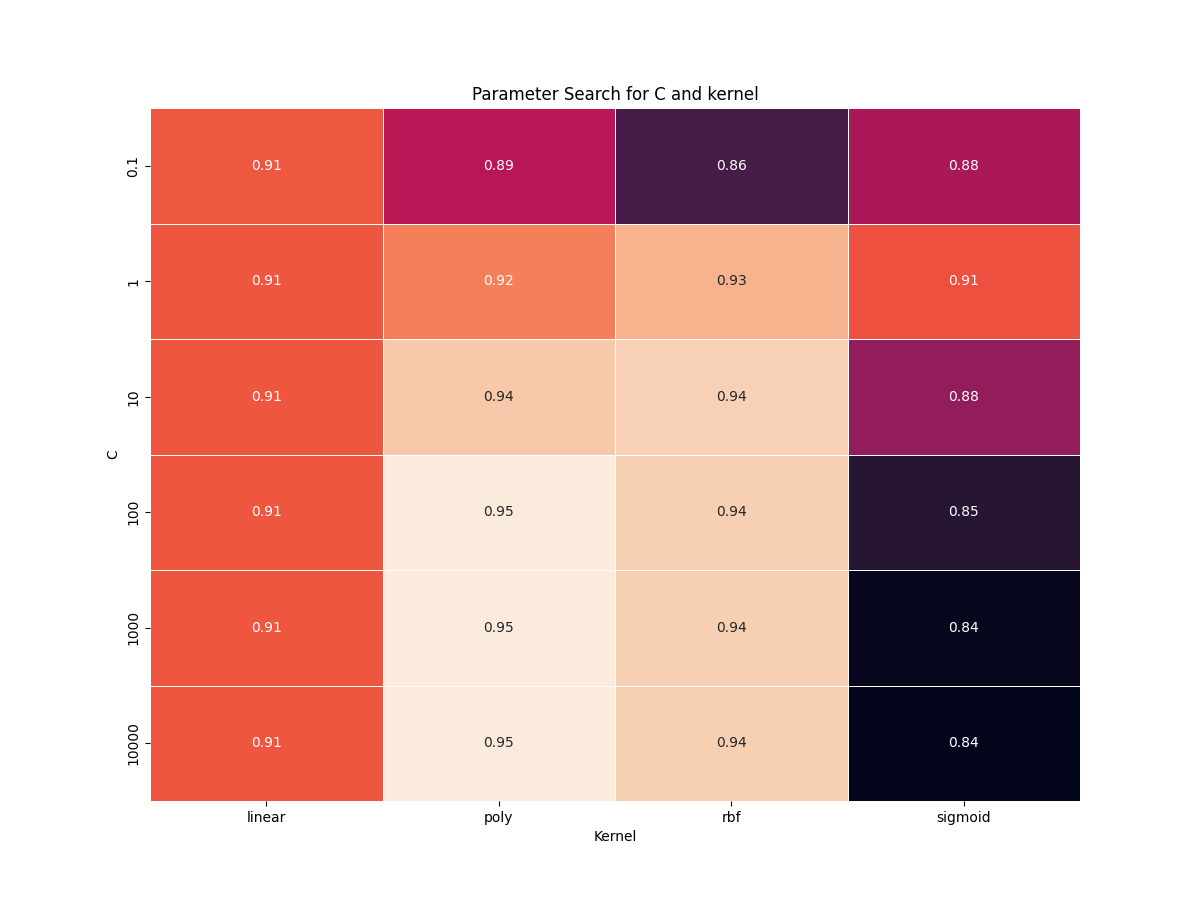 Parameter Search for C and kernel
0.1 0.91 0.89 0.86 0.88
1 0.91 0.92 0.93 0.91
10 0.91 0.94 0.94 0.88
C
100 0.91 0.95 0.94 0.85
1000 0.91 0.95 0.94 0.84
10000 0.91 0.95 0.94 0.84
linear poly rbf sigmoid
Kernel